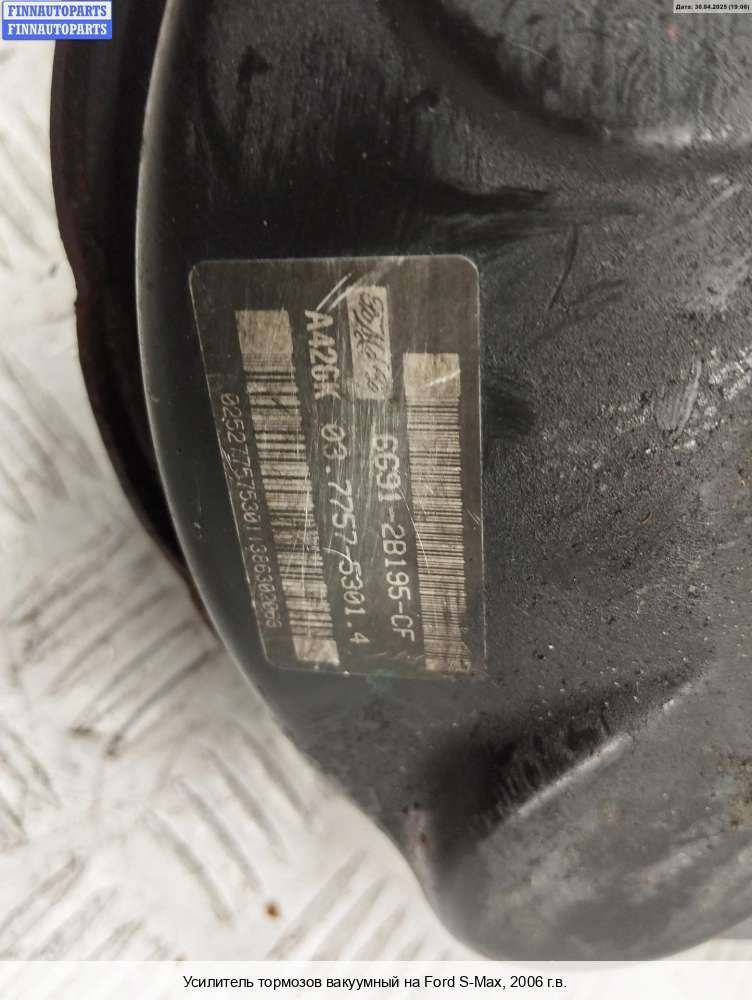 FINNAUTOPARTS
FINNAUTOPARTS
Дата: 30.04.2025 (19:06)
6G91-2B195-CF
A426K 03.7757-5301.4
Усилитель тормозов вакуумный на Ford S-Max, 2006 г.в.